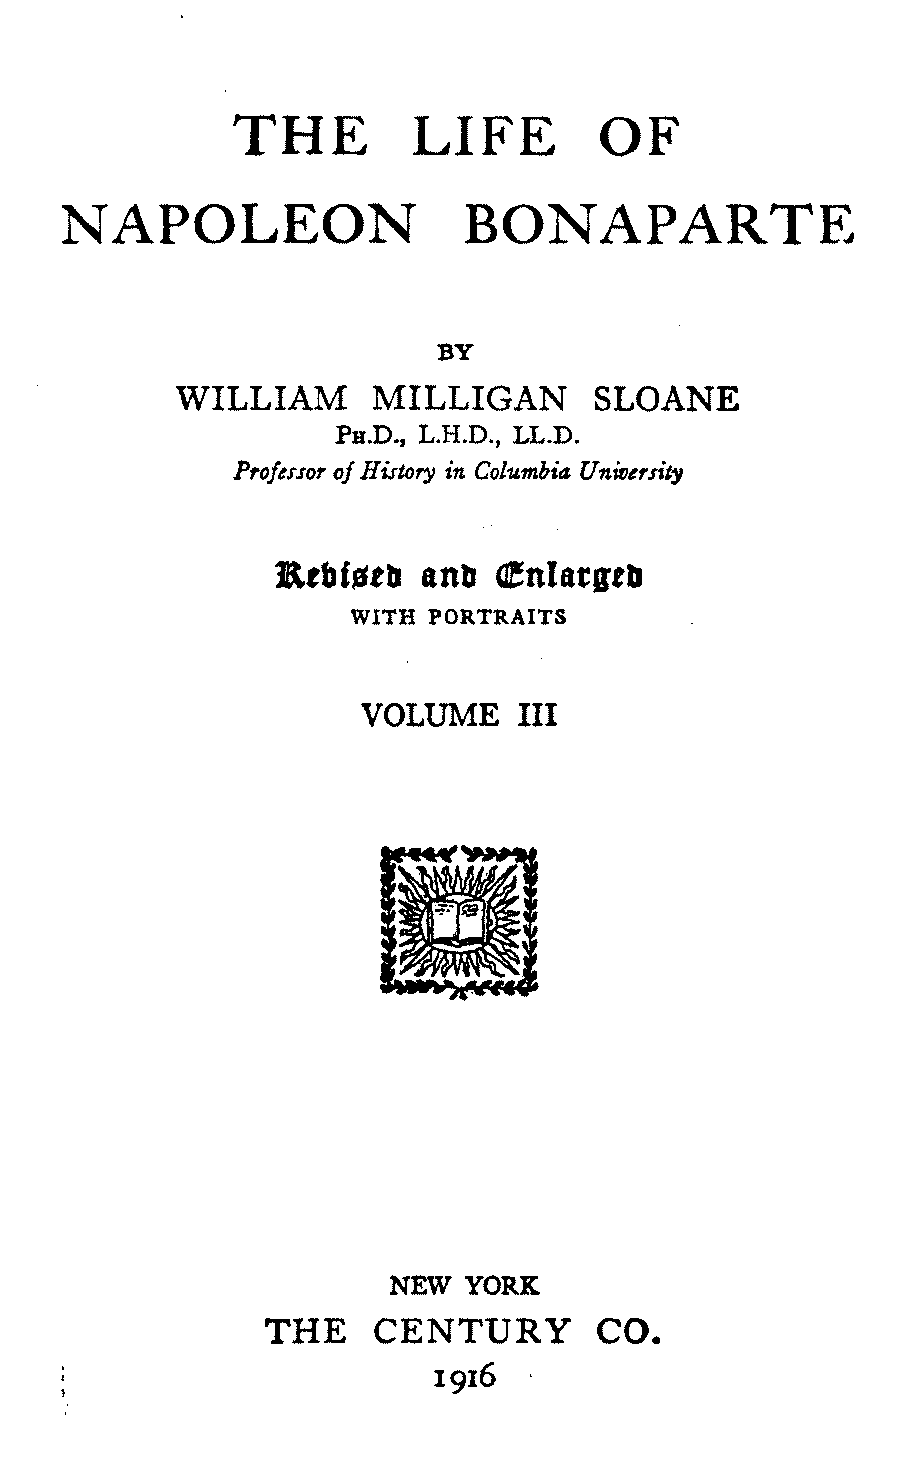 THE LIFE OF
NAPOLEON BONAPARTE
BY
WILLIAM MILLIGAN SLOANE
PH.D., L.H.D., LL.D.
Professor of History in Columbia University
Revised and Enlarged
WITH PORTRAITS
VOLUME III
NEW YORK
THE CENTURY CO.
1916